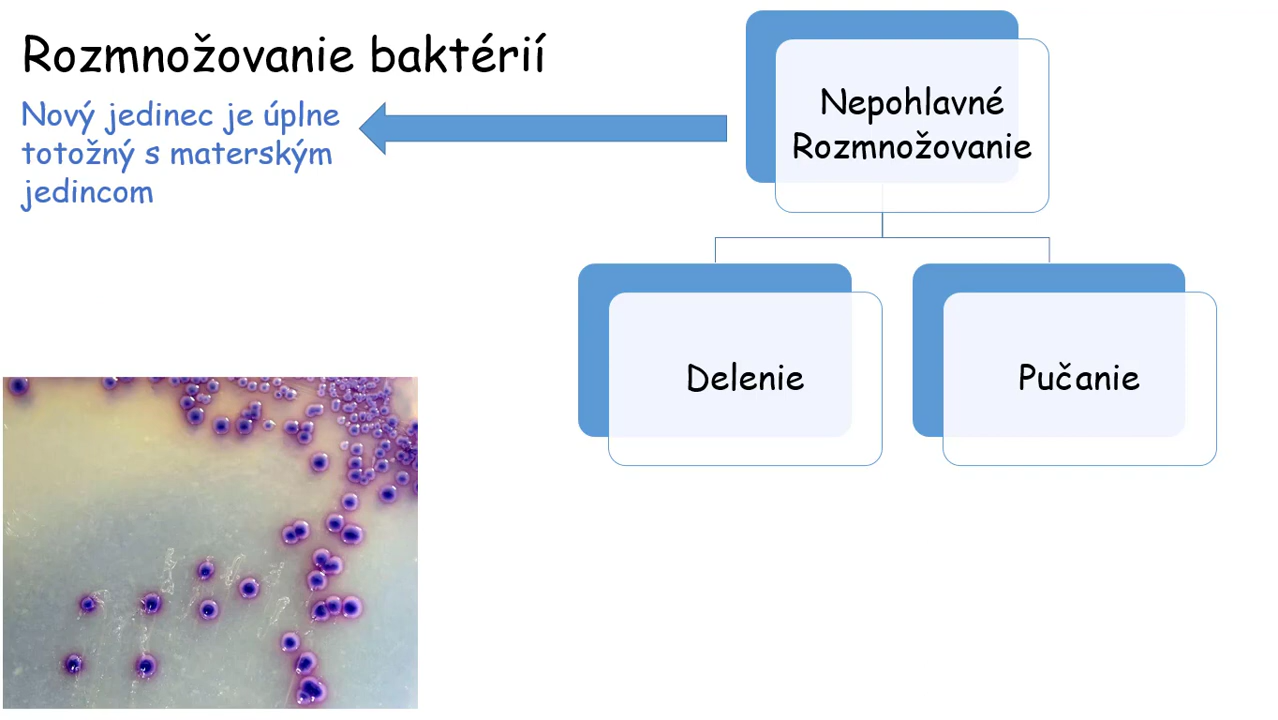 Rozmnožovanie baktérií
Nový jedinec je úplne
totožný s materským
jedincom
Nepohlavné
Rozmnožovanie
Delenie
Pučanie